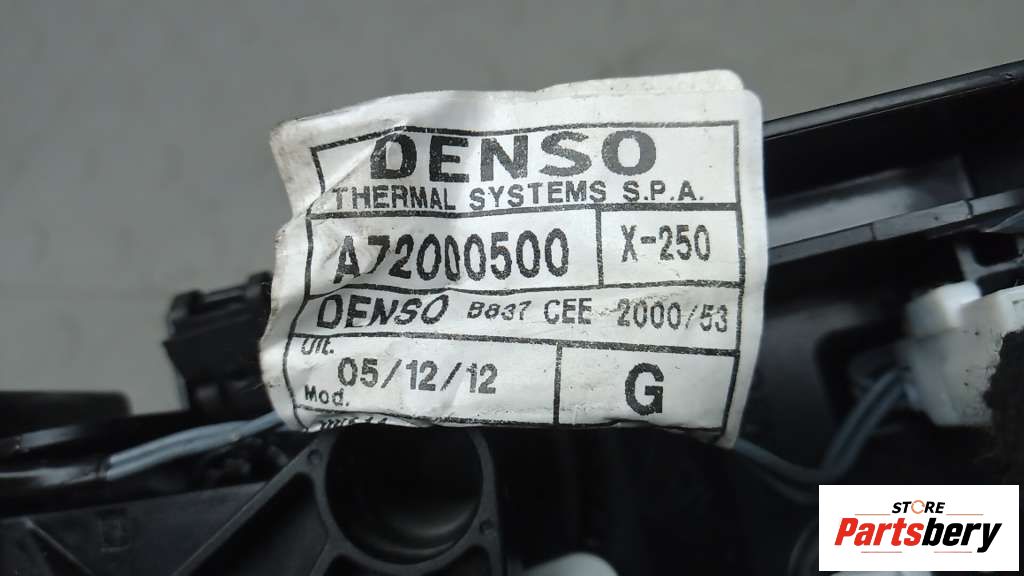 DENSO
THERMAL SYSTEMS S.P.A.
A72000500 X-250
DENSO B837 CEE 2000/53
Ult.
Mod. 05/12/12 G
STORE
Partsbery